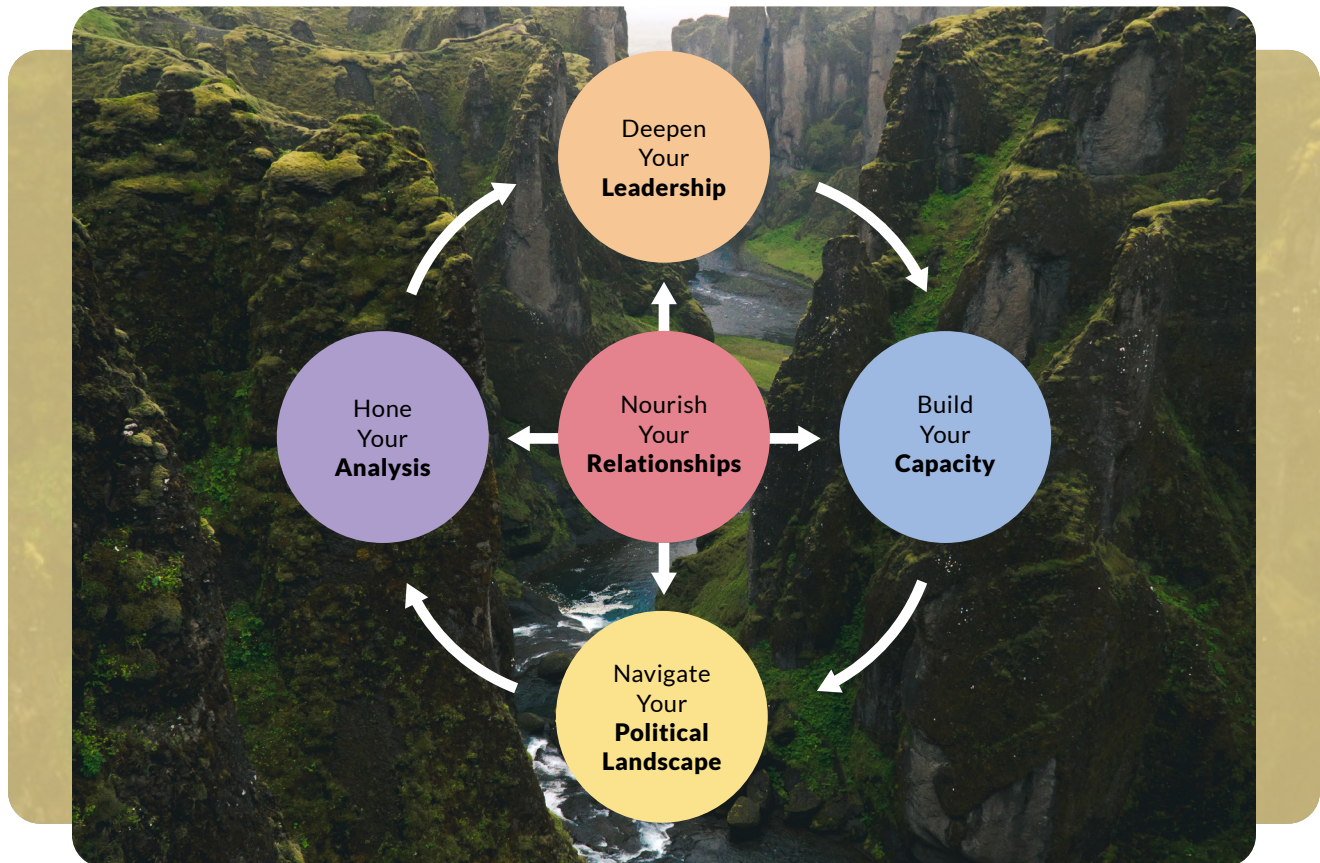 Deepen
Your
Leadership
Hone
Your
Analysis
Nourish
Your
Relationships
Build
Your
Capacity
Navigate
Your
Political
Landscape